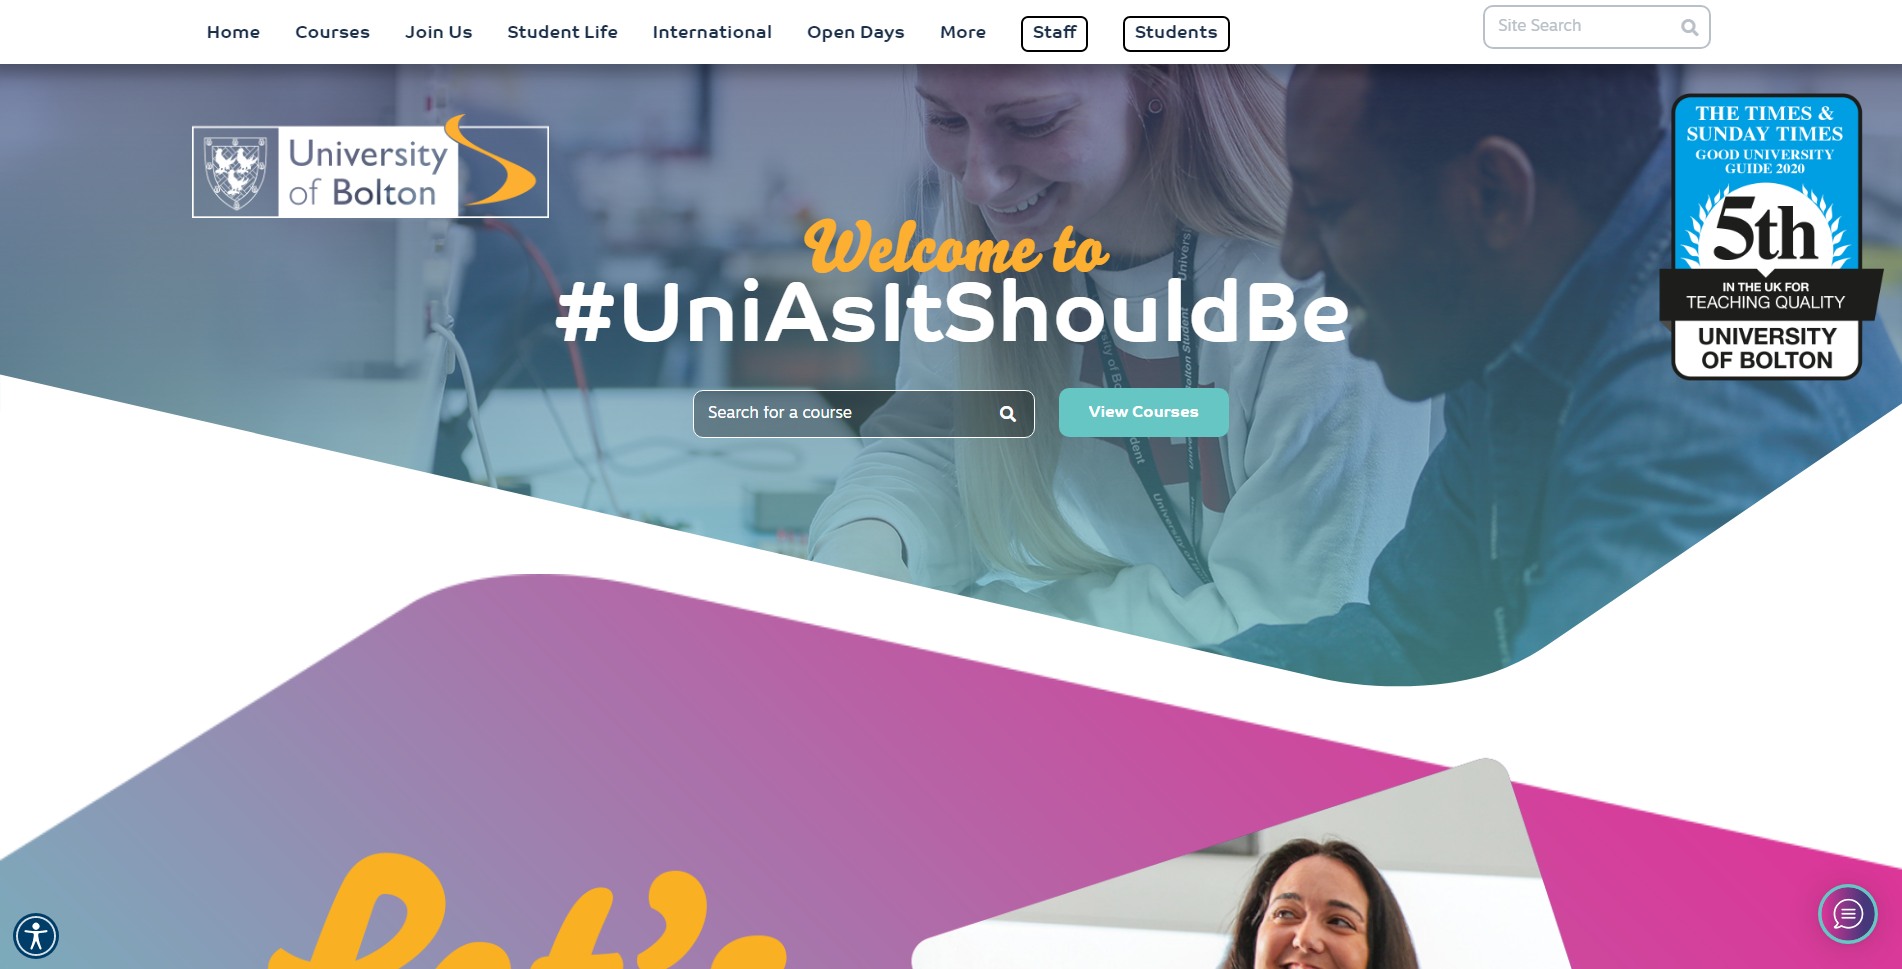 Home Courses Join Us Student Life International Open Days More Staff Students Site Search
University
of Bolton
THE TIMES &
SUNDAY TIMES
GOOD UNIVERSITY
GUIDE 2020
5th
IN THE UK FOR
TEACHING QUALITY
UNIVERSITY
OF BOLTON
Welcome to
#UniAsItShouldBe
Search for a course View Courses
Let's